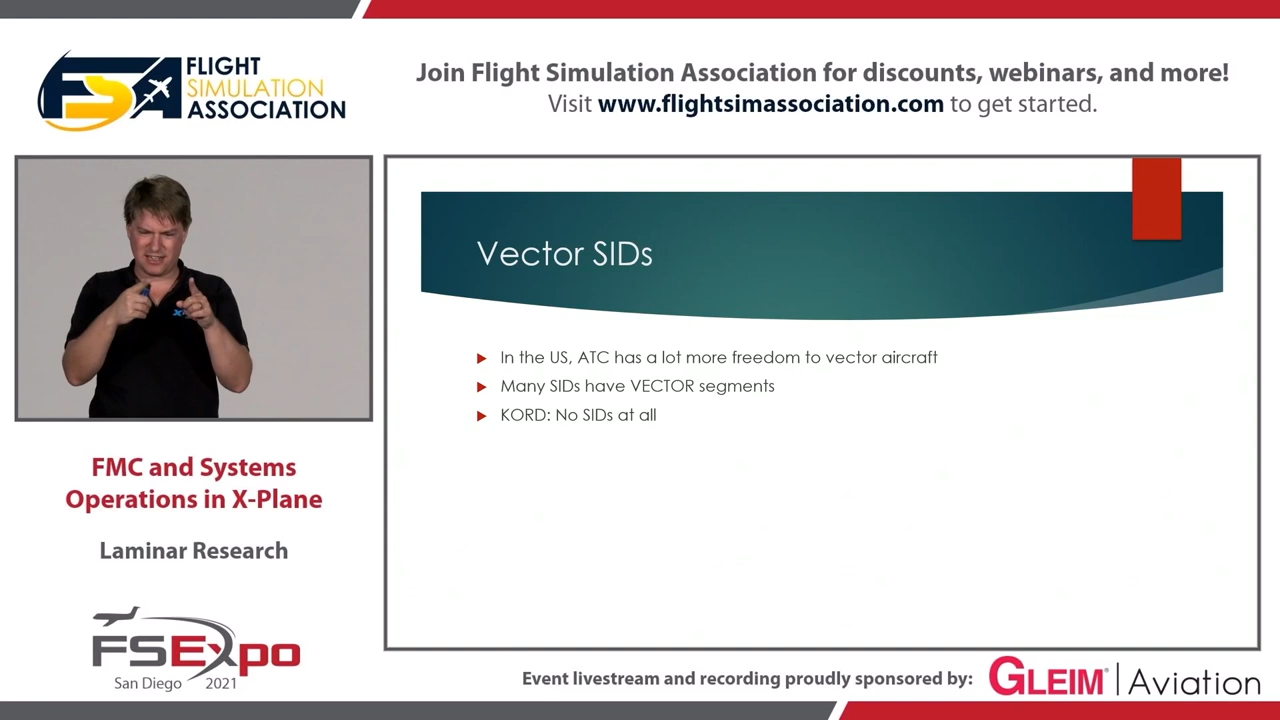 FLIGHT
SIMULATION
ASSOCIATION
FSA
Join Flight Simulation Association for discounts, webinars, and more!
Visit www.flightsimassociation.com to get started.
Vector SIDs
In the US, ATC has a lot more freedom to vector aircraft
Many SIDs have VECTOR segments
KORD: No SIDs at all
FMC and Systems
Operations in X-Plane
Laminar Research
FSExpo
San Diego 2021
Event livestream and recording proudly sponsored by:
GLEIM® | Aviation